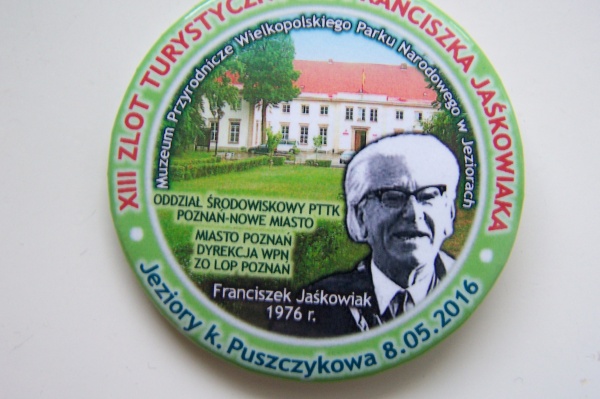 XIII ZLOT TURYSTYCZN FRANCISZKA JAŚKOWIAKA
Muzeum Przyrodnicze Wielkopolskiego Parku Narodowego w Jeziorach
ODDZIAŁ ŚRODOWISKOWY PTTK
POZNAŃ-NOWE MIASTO
MIASTO POZNAŃ
DYREKCJA WPN
ZO LOP POZNAŃ
Franciszek Jaśkowiak
1976 r.
Jeziory k. Puszczykowa 8.05.2016